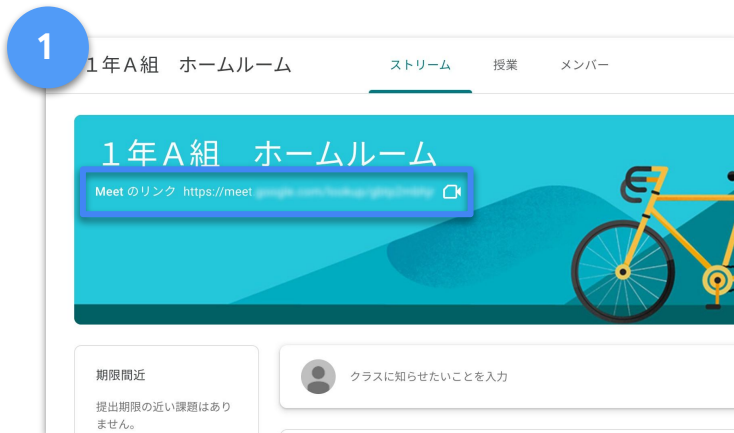 1
1年A組　ホームルーム
ストリーム
授業
メンバー
１年Ａ組　ホームルーム
Meet のリンク https://meet
期限間近
提出期限の近い課題はあり
ません。
クラスに知らせたいことを入力